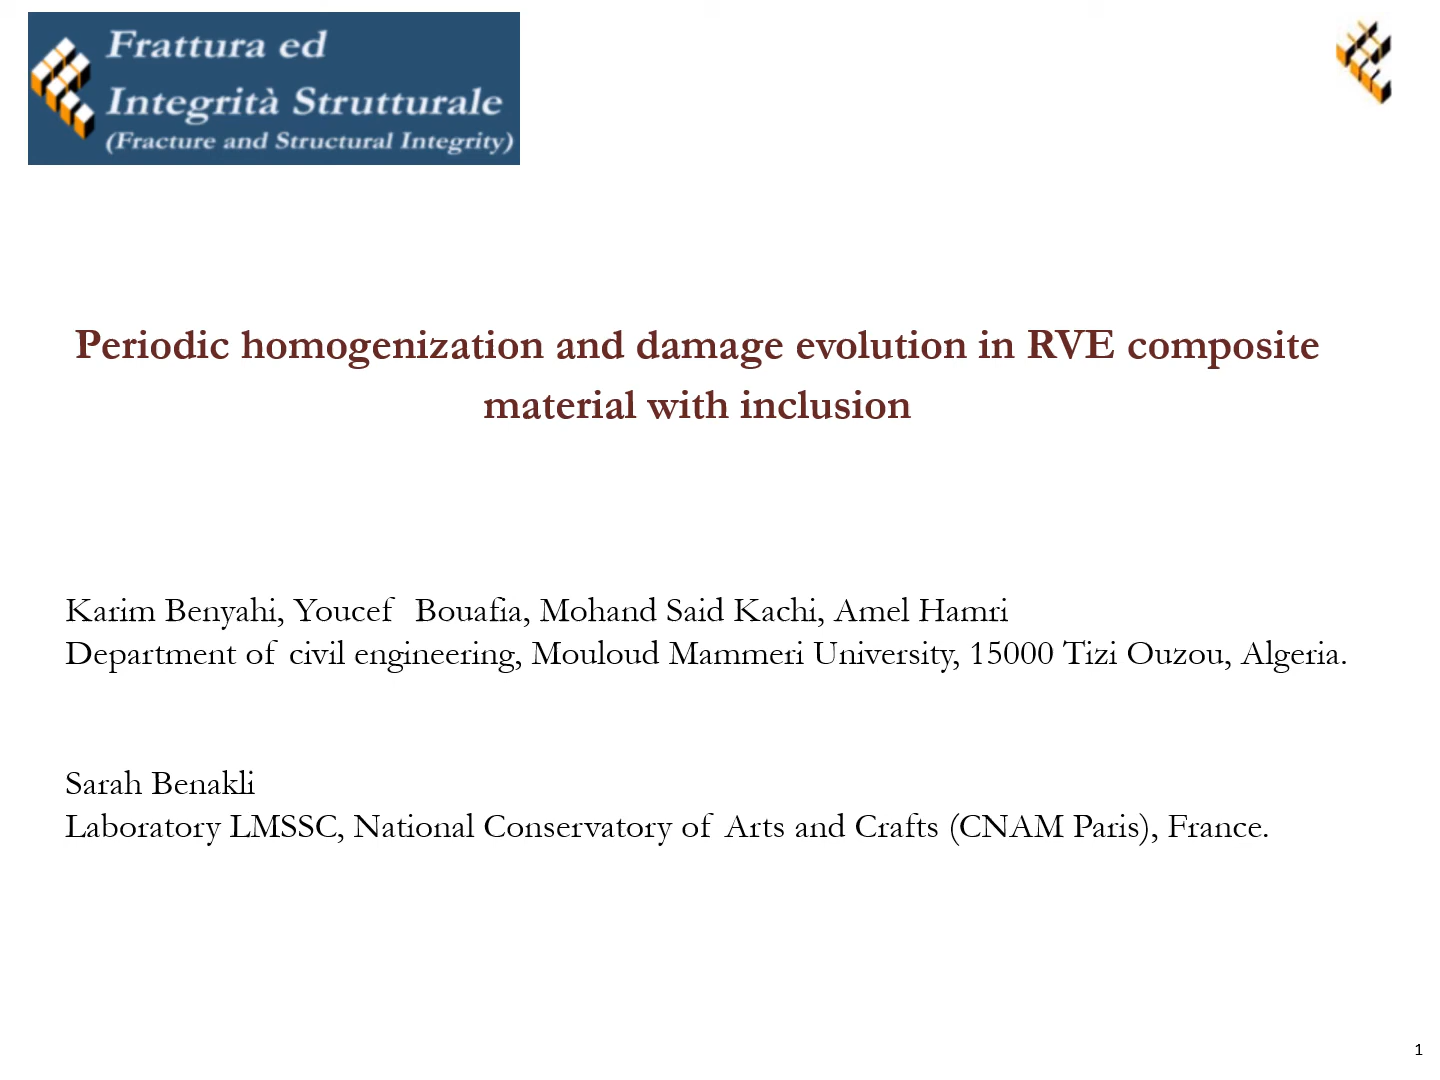 Frattura ed
Integrità Strutturale
(Fracture and Structural Integrity)
Periodic homogenization and damage evolution in RVE composite
material with inclusion
Karim Benyahi, Youcef Bouafia, Mohand Said Kachi, Amel Hamri
Department of civil engineering, Mouloud Mammeri University, 15000 Tizi Ouzou, Algeria.
Sarah Benakli
Laboratory LMSSC, National Conservatory of Arts and Crafts (CNAM Paris), France.
1